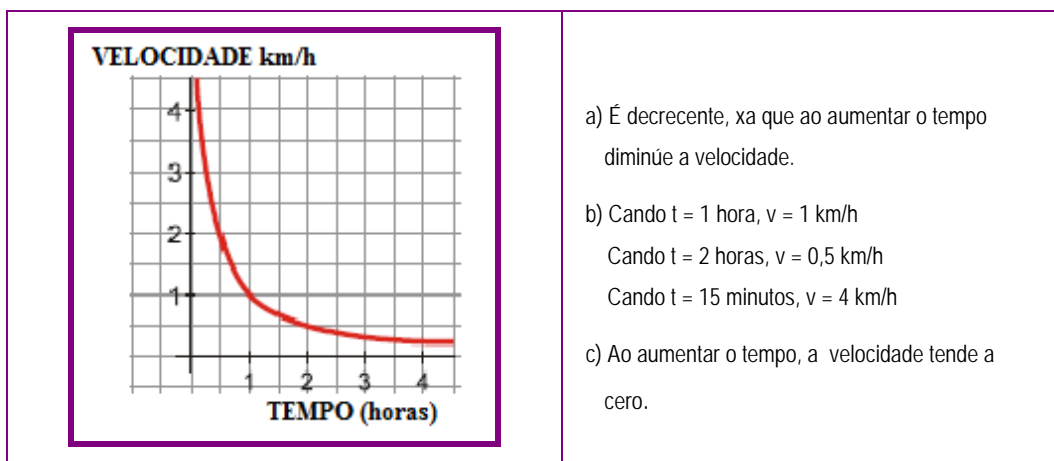 VELOCIDADE km/h
4
3
2
1
1 2 3 4
TEMPO (horas)
a) É decrecente, xa que ao aumentar o tempo
diminúe a velocidade.
b) Cando t = 1 hora, v = 1 km/h
Cando t = 2 horas, v = 0,5 km/h
Cando t = 15 minutos, v = 4 km/h
c) Ao aumentar o tempo, a velocidade tende a
cero.